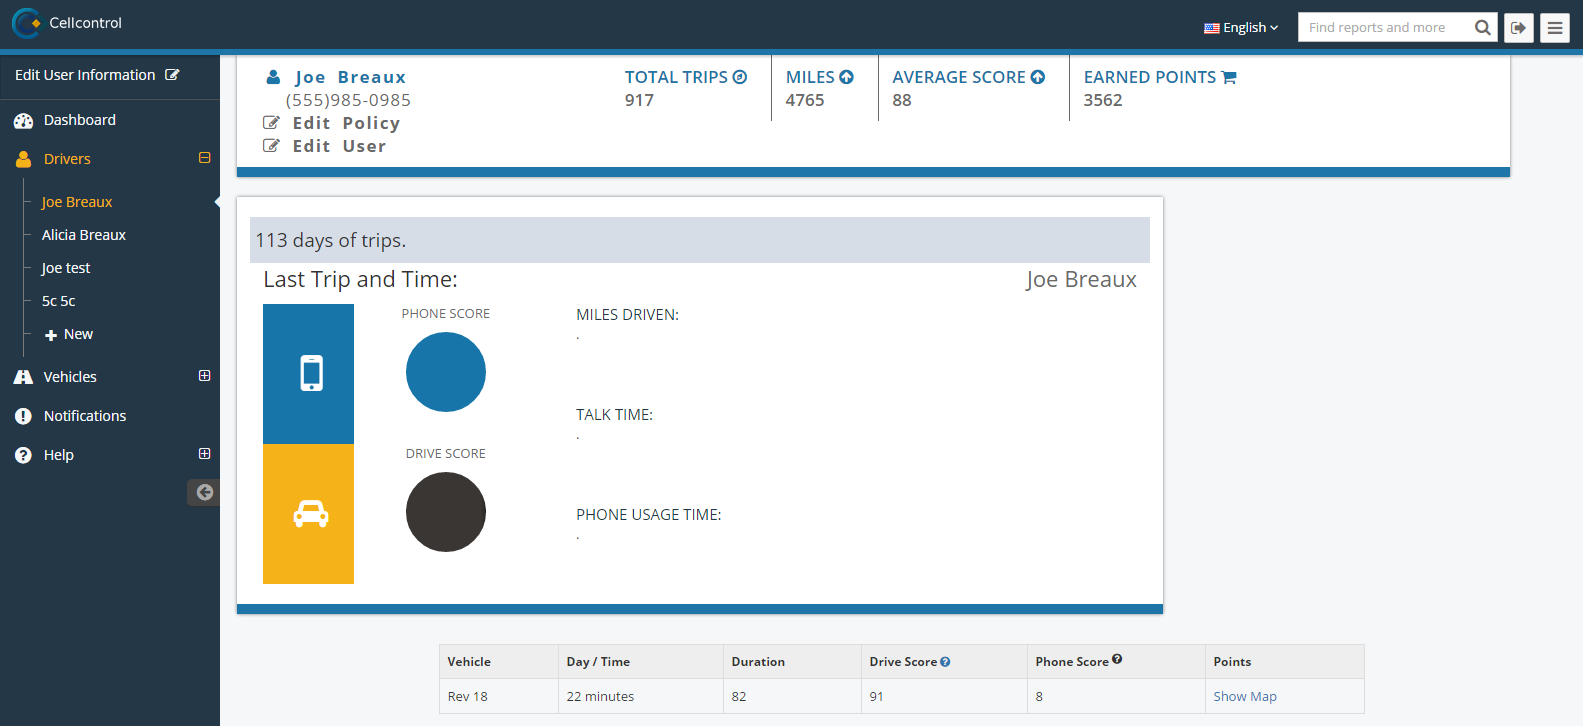 Cellcontrol
English
Find reports and more
Edit User Information
Dashboard
Drivers
Joe Breaux
Alicia Breaux
Joe test
5c 5c
New
Vehicles
Notifications
Help
Joe Breaux
(555)985-0985
Edit Policy
Edit User
TOTAL TRIPS
917
MILES
4765
AVERAGE SCORE
88
EARNED POINTS
3562
113 days of trips.
Last Trip and Time: Joe Breaux
PHONE SCORE
DRIVE SCORE
MILES DRIVEN:
.
TALK TIME:
.
PHONE USAGE TIME:
.
Vehicle Day / Time Duration Drive Score Phone Score Points
Rev 18 22 minutes 82 91 8 Show Map